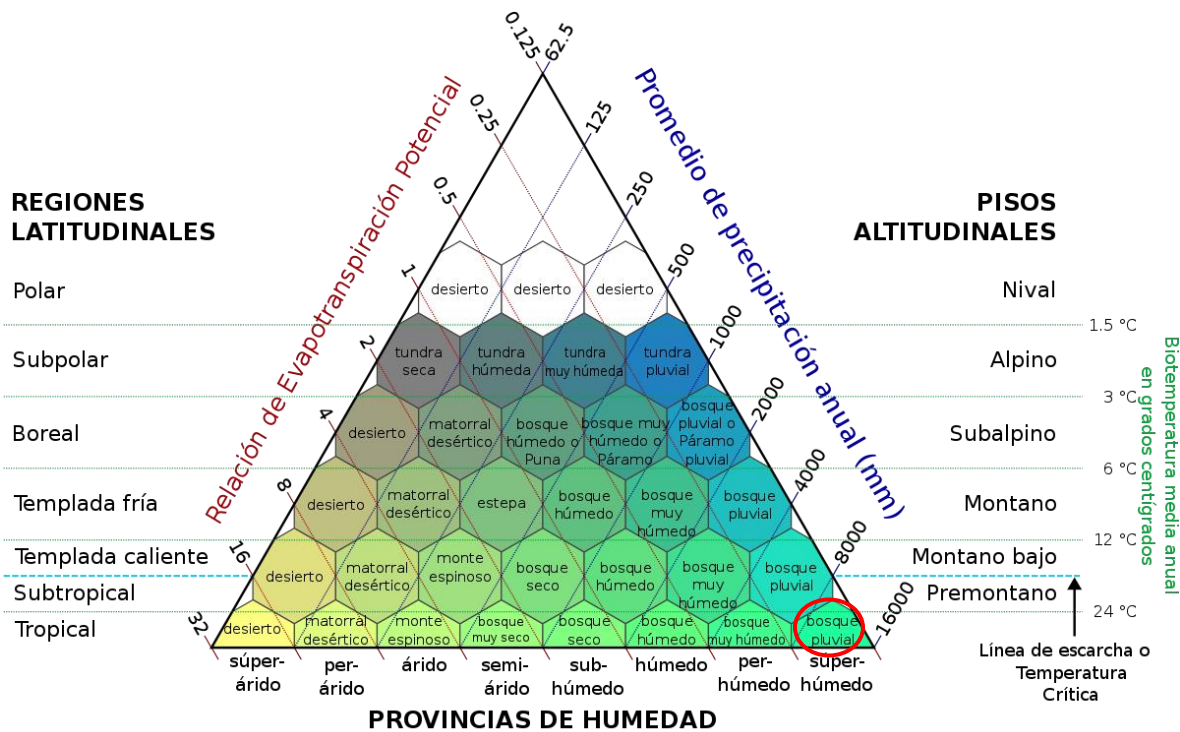 0.125
62.5
0.25
125
0.5
250
1
500
2
1000
4
2000
8
4000
16
8000
32
16000
Relación de Evapotranspiración Potencial
Promedio de precipitación anual (mm)
REGIONES
LATITUDINALES
PISOS
ALTITUDINALES
Polar
desierto
desierto
desierto
Nival
1.5 °C
Subpolar
tundra
seca
tundra
húmeda
tundra
muy húmeda
tundra
pluvial
Alpino
3 °C
Boreal
desierto
matorral
desértico
bosque
húmedo o
Puna
bosque muy
húmedo o
Páramo
bosque
pluvial o
Páramo
pluvial
Subalpino
6 °C
Templada fría
desierto
matorral
desértico
estepa
bosque
húmedo
bosque
muy
húmedo
bosque
pluvial
Montano
12 °C
Templada caliente
Subtropical
desierto
matorral
desértico
monte
espinoso
bosque
seco
bosque
húmedo
bosque
muy
húmedo
bosque
pluvial
Montano bajo
Premontano
24 °C
Tropical
desierto
matorral
desértico
monte
espinoso
bosque
muy seco
bosque
seco
bosque
húmedo
bosque
muy húmedo
bosque
pluvial
Biotemperatura media anual
en grados centígrados
Línea de escarcha o
Temperatura
Crítica
súper-
árido
per-
árido
árido
semi-
árido
sub-
húmedo
húmedo
per-
húmedo
súper-
húmedo
PROVINCIAS DE HUMEDAD